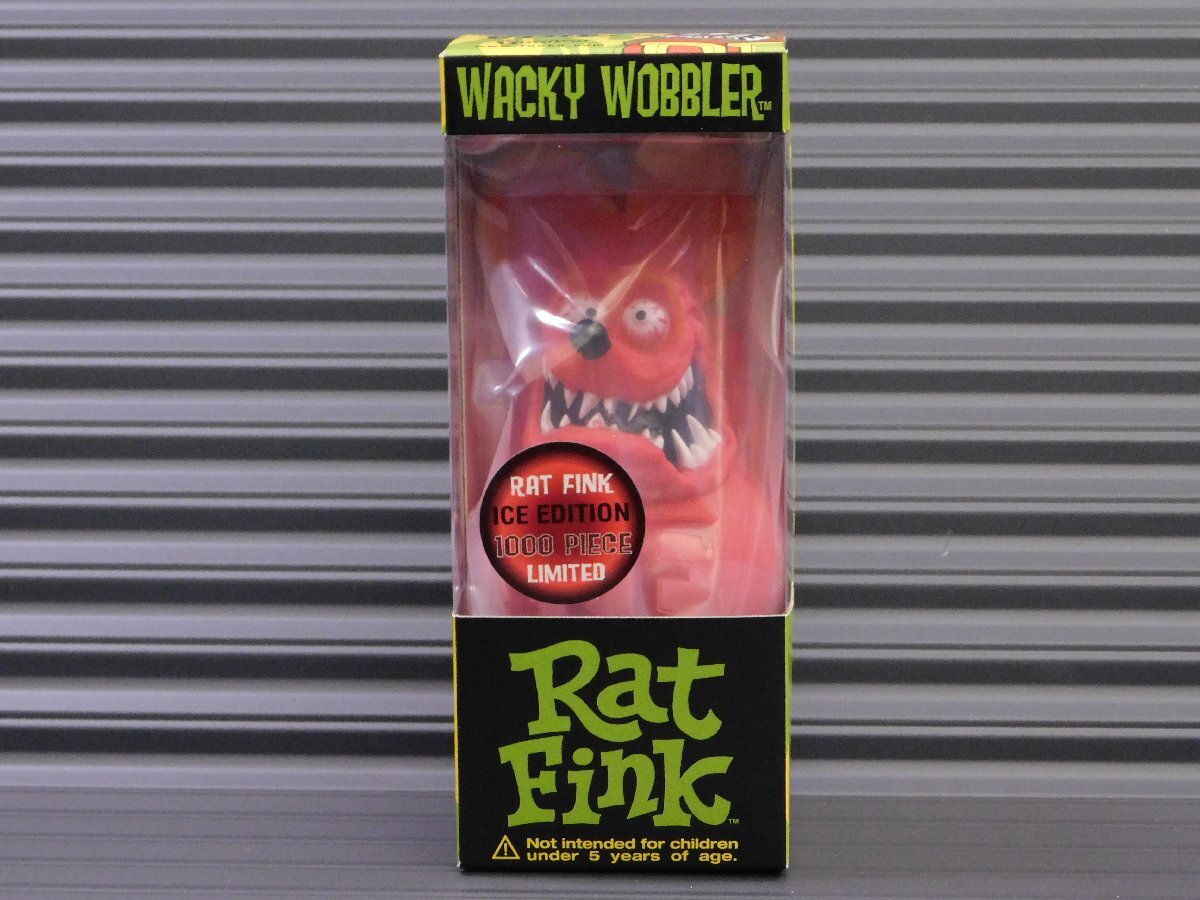 WACKY WOBBLER™
RAT FINK
ICE EDITION
1000 PIECE
LIMITED
Rat
Fink™
Not intended for children
under 5 years of age.